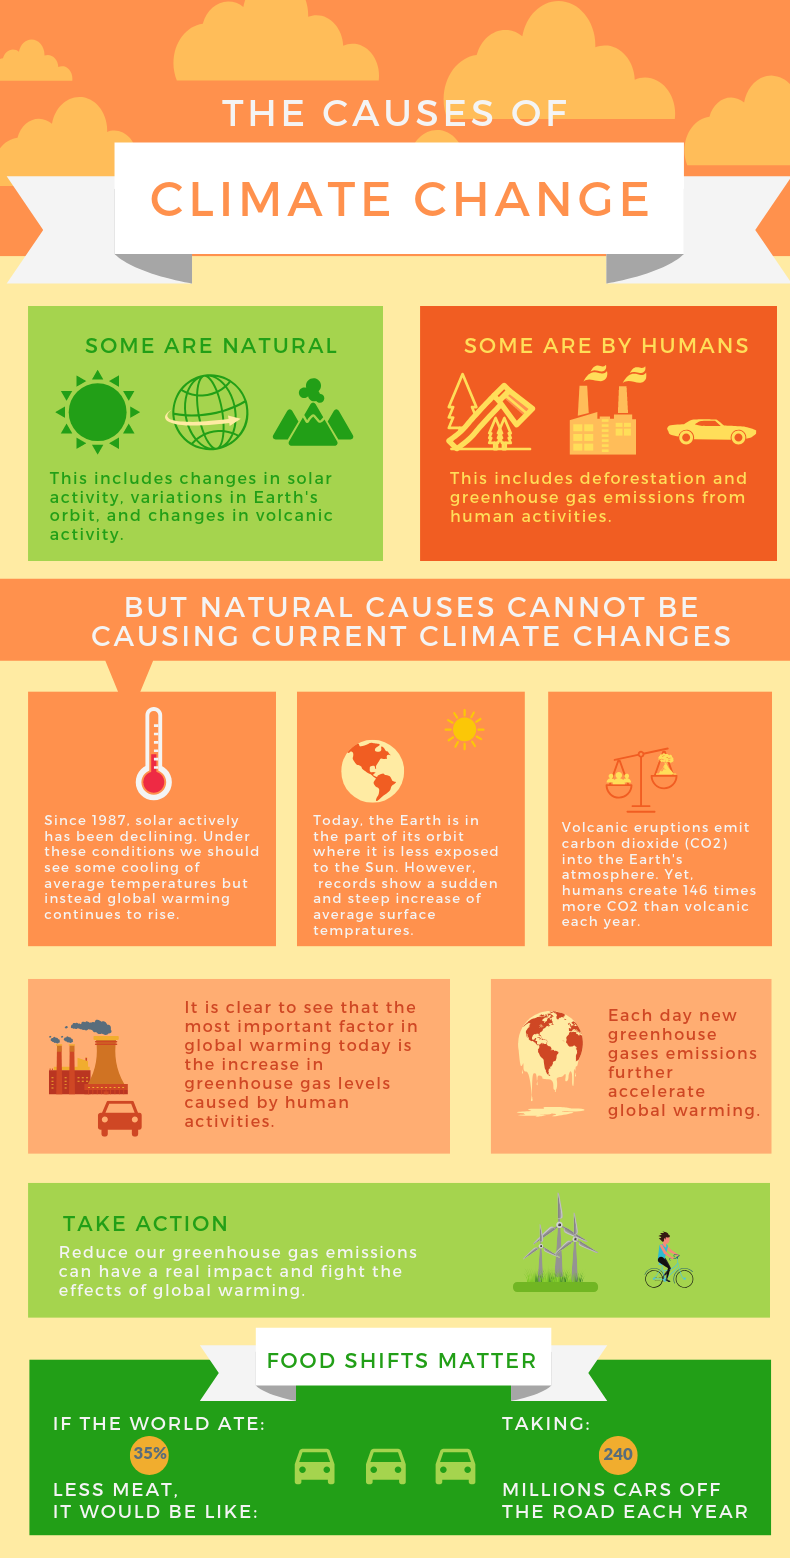 THE CAUSES OF
CLIMATE CHANGE
SOME ARE NATURAL
This includes changes in solar
activity, variations in Earth's
orbit, and changes in volcanic
activity.
SOME ARE BY HUMANS
This includes deforestation and
greenhouse gas emissions from
human activities.
BUT NATURAL CAUSES CANNOT BE
CAUSING CURRENT CLIMATE CHANGES
Since 1987, solar actively
has been declining. Under
these conditions we should
see some cooling of
average temperatures but
instead global warming
continues to rise.
Today, the Earth is in
the part of its orbit
where it is less exposed
to the Sun. However,
records show a sudden
and steep increase of
average surface
tempratures.
Volcanic eruptions emit
carbon dioxide (CO2)
into the Earth's
atmosphere. Yet,
humans create 146 times
more CO2 than volcanic
each year.
It is clear to see that the
most important factor in
global warming today is
the increase in
greenhouse gas levels
caused by human
activities.
Each day new
greenhouse
gases emissions
further
accelerate
global warming.
TAKE ACTION
Reduce our greenhouse gas emissions
can have a real impact and fight the
effects of global warming.
FOOD SHIFTS MATTER
IF THE WORLD ATE:
35%
LESS MEAT,
IT WOULD BE LIKE:
TAKING:
240
MILLIONS CARS OFF
THE ROAD EACH YEAR